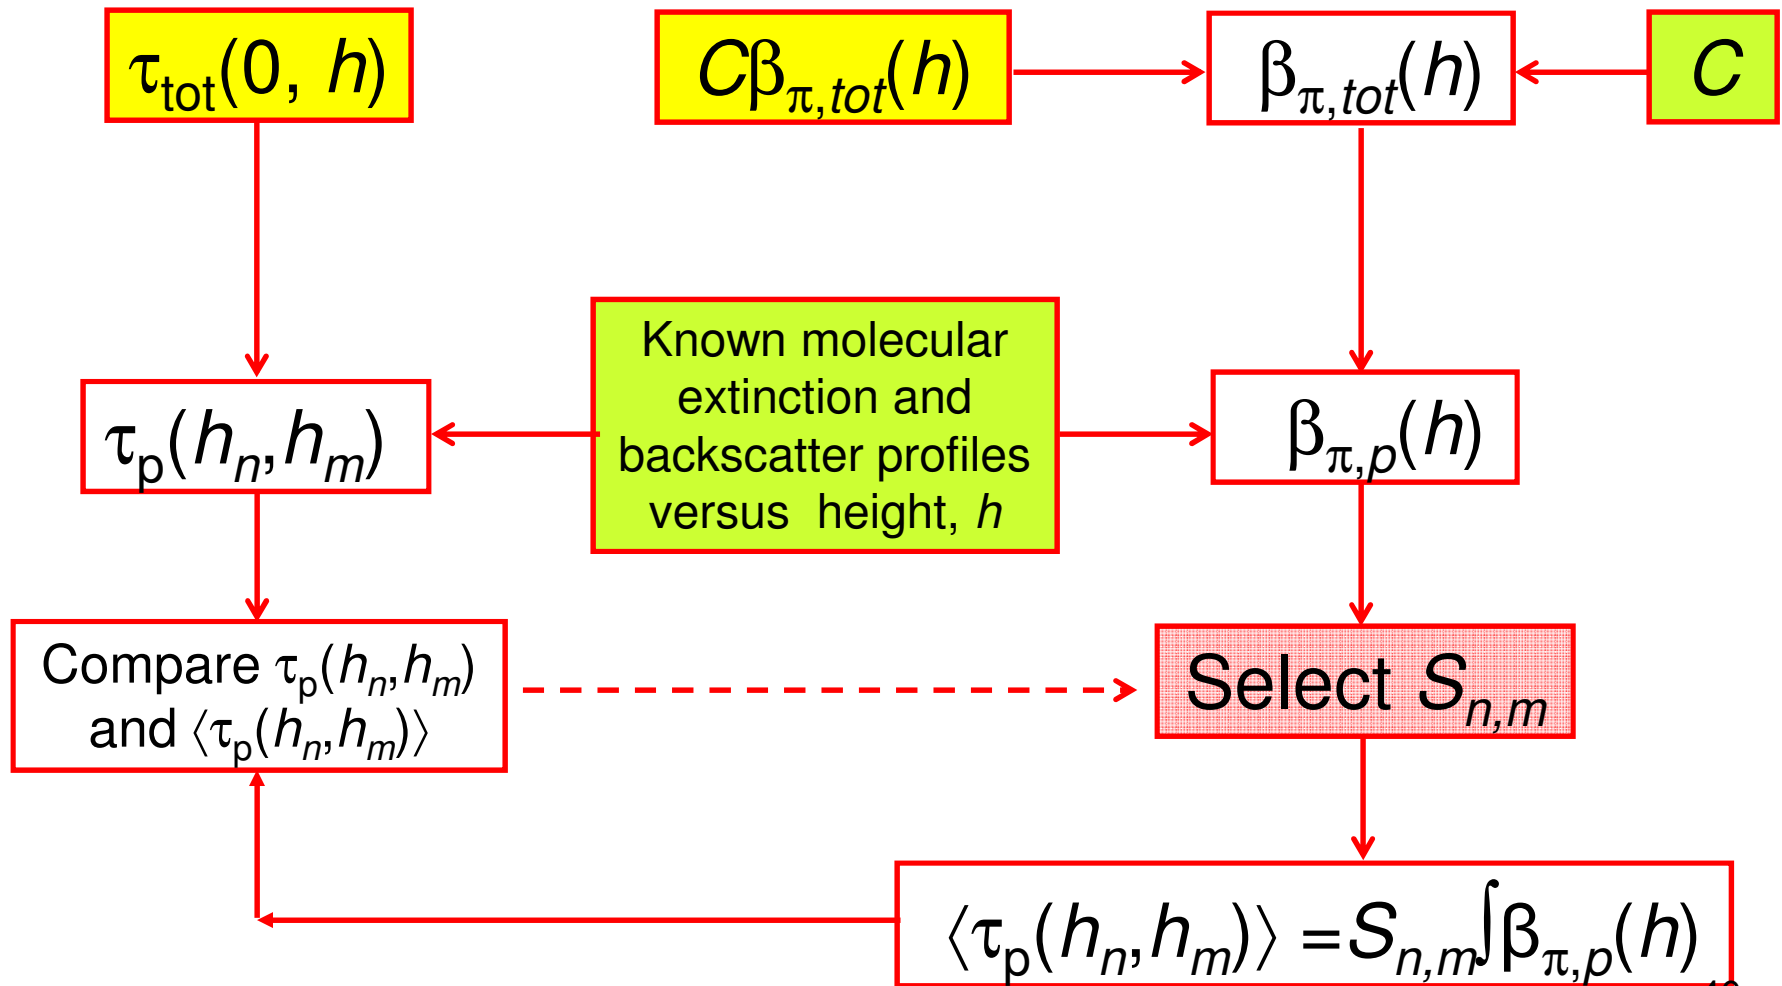 τtot(0, h)
Cβπ,tot(h)
βπ,tot(h)
C
Known molecular
extinction and
backscatter profiles
versus height, h
τp(hn,hm)
βπ,p(h)
Compare τp(hn,hm)
and ⟨τp(hn,hm)⟩
Select Sn,m
⟨τp(hn,hm)⟩ =Sn,m∫βπ,p(h)